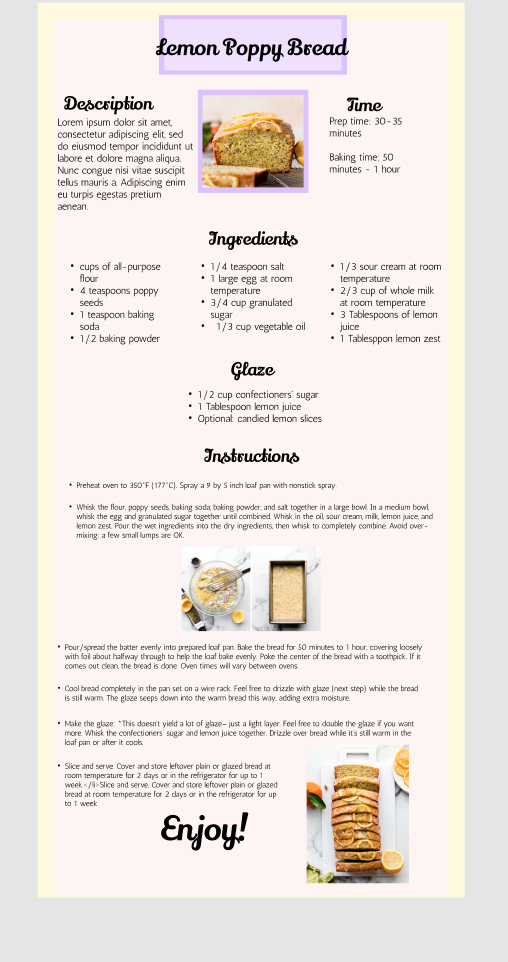 Lemon Poppy Bread
Description
Lorem ipsum dolor sit amet,
consectetur adipiscing elit, sed
do eiusmod tempor incididunt ut
labore et dolore magna aliqua.
Nunc congue nisi vitae suscipit
tellus mauris a. Adipiscing enim
eu turpis egestas pretium
aenean.
Time
Prep time: 30-35
minutes
Baking time; 50
minutes - 1 hour
Ingredients
• cups of all-purpose
flour
• 4 teaspoons poppy
seeds
• 1 teaspoon baking
soda
• 1/2 baking powder
• 1/4 teaspoon salt
• 1 large egg at room
temperature
• 3/4 cup granulated
sugar
• 1/3 cup vegetable oil
• 1/3 sour cream at room
temperature
• 2/3 cup of whole milk
at room temperature
• 3 Tablespoons of lemon
juice
• 1 Tablesppon lemon zest
Glaze
• 1/2 cup confectioners' sugar
• 1 Tablespoon lemon juice
• Optional: candied lemon slices
Instructions
• Preheat oven to 350°F (177°C). Spray a 9 by 5 inch loaf pan with nonstick spray.
• Whisk the flour, poppy seeds, baking soda, baking powder, and salt together in a large bowl. In a medium bowl,
whisk the egg and granulated sugar together until combined. Whisk in the oil, sour cream, milk, lemon juice, and
lemon zest. Pour the wet ingredients into the dry ingredients, then whisk to completely combine. Avoid over-
mixing; a few small lumps are OK.
• Pour/spread the batter evenly into prepared loaf pan. Bake the bread for 50 minutes to 1 hour, covering loosely
with foil about halfway through to help the loaf bake evenly. Poke the center of the bread with a toothpick. If it
comes out clean, the bread is done. Oven times will vary between ovens.
• Cool bread completely in the pan set on a wire rack. Feel free to drizzle with glaze (next step) while the bread
is still warm. The glaze seeps down into the warm bread this way, adding extra moisture.
• Make the glaze: *This doesn't yield a lot of glaze– just a light layer. Feel free to double the glaze if you want
more. Whisk the confectioners' sugar and lemon juice together. Drizzle over bread while it's still warm in the
loaf pan or after it cools.
• Slice and serve. Cover and store leftover plain or glazed bread at
room temperature for 2 days or in the refrigerator for up to 1
week.</li>Slice and serve. Cover and store leftover plain or glazed
bread at room temperature for 2 days or in the refrigerator for up
to 1 week
Enjoy!